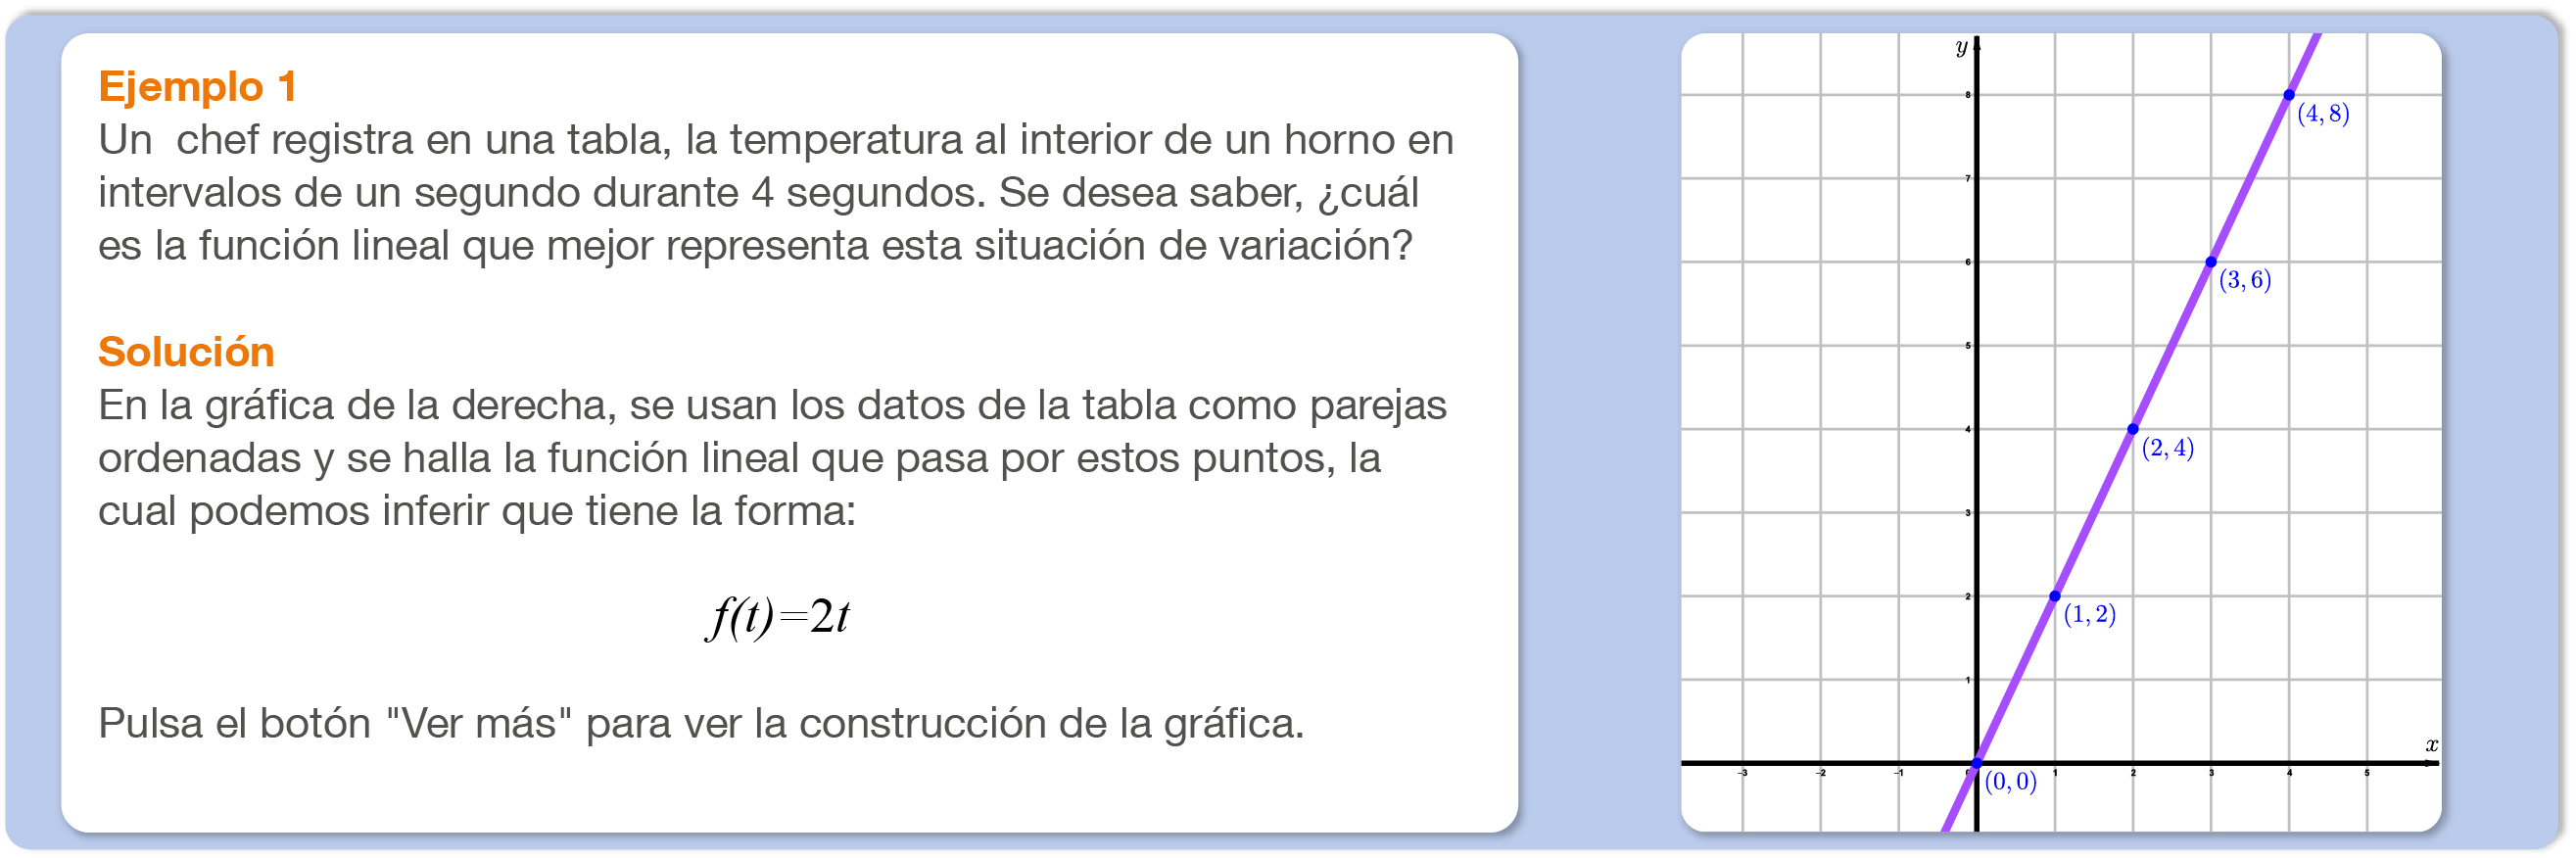 Ejemplo 1
Un  chef registra en una tabla, la temperatura al interior de un horno en
intervalos de un segundo durante 4 segundos. Se desea saber, ¿cuál
es la función lineal que mejor representa esta situación de variación?
Solución
En la gráfica de la derecha, se usan los datos de la tabla como parejas
ordenadas y se halla la función lineal que pasa por estos puntos, la
cual podemos inferir que tiene la forma:
f(t)=2t
Pulsa el botón "Ver más" para ver la construcción de la gráfica.
y
8
(4, 8)
7
6
(3, 6)
5
4
(2, 4)
3
2
(1, 2)
1
x
-3 -2 -1 0 1 2 3 4 5
(0, 0)